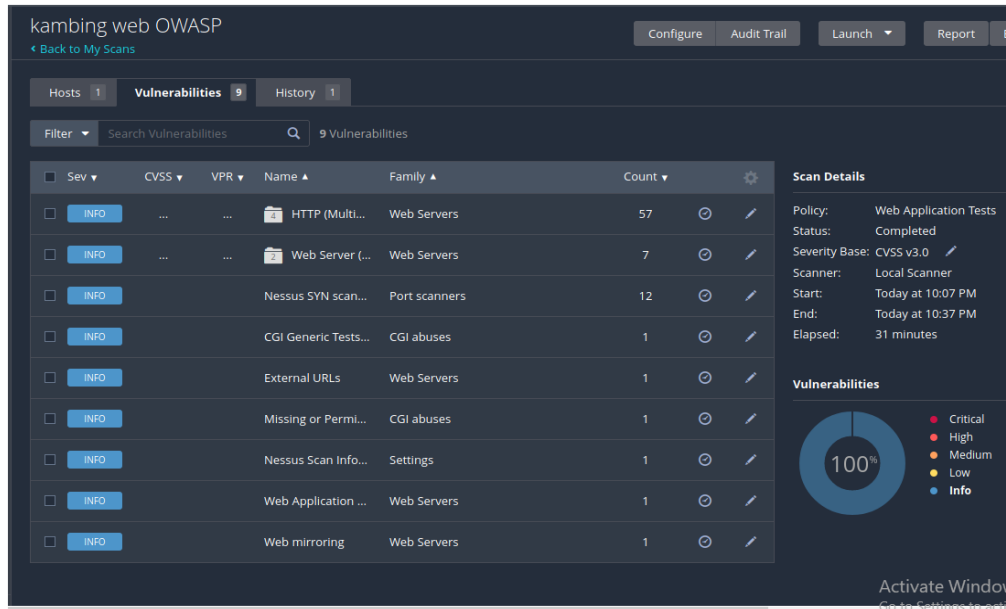 kambing web OWASP
Back to My Scans
Configure Audit Trail Launch Report
Hosts 1 Vulnerabilities 9 History 1
Filter Search Vulnerabilities 9 Vulnerabilities
Sev CVSS VPR Name Family Count
INFO ... ... 4 HTTP (Multi... Web Servers 57
INFO ... ... 2 Web Server (... Web Servers 7
INFO Nessus SYN scan... Port scanners 12
INFO CGI Generic Tests... CGI abuses 1
INFO External URLs Web Servers 1
INFO Missing or Permi... CGI abuses 1
INFO Nessus Scan Info... Settings 1
INFO Web Application ... Web Servers 1
INFO Web mirroring Web Servers 1
Scan Details
Policy: Web Application Tests
Status: Completed
Severity Base: CVSS v3.0
Scanner: Local Scanner
Start: Today at 10:07 PM
End: Today at 10:37 PM
Elapsed: 31 minutes
Vulnerabilities
100%
Critical
High
Medium
Low
Info
Activate Window